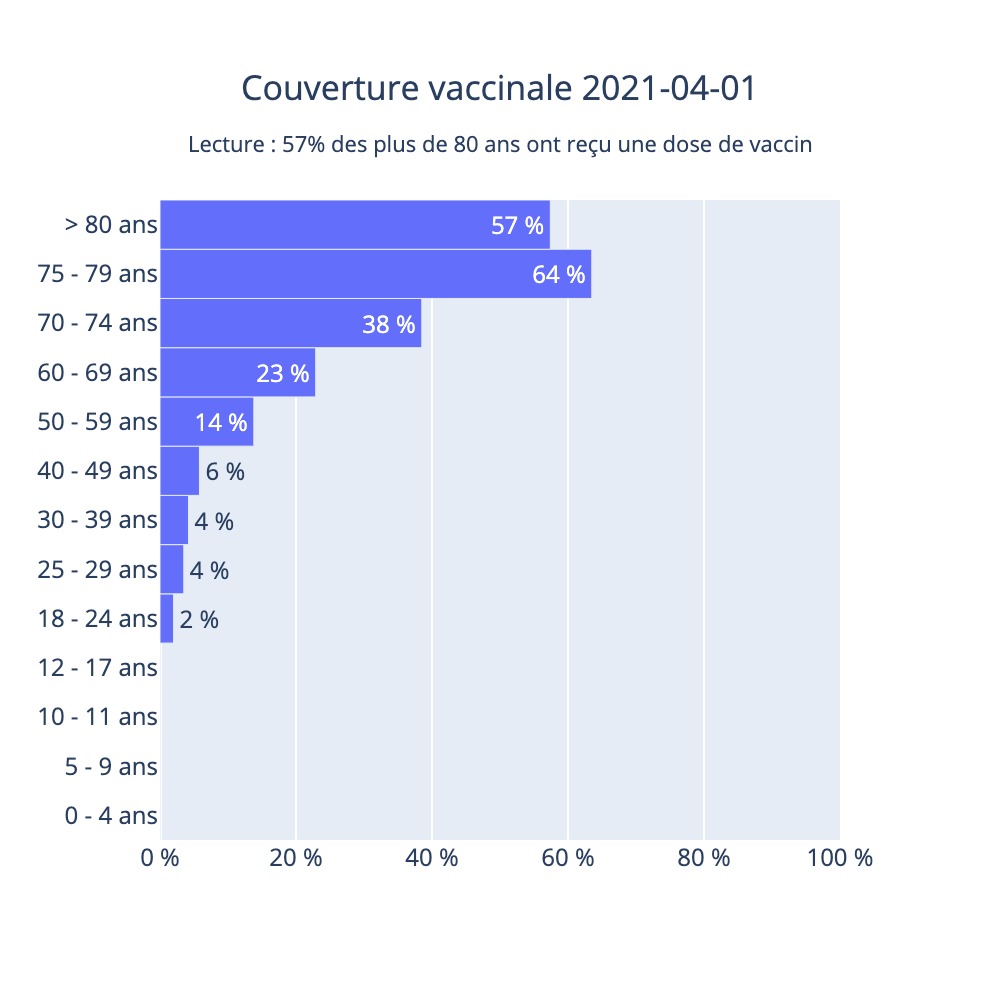 Couverture vaccinale 2021-04-01
Lecture : 57% des plus de 80 ans ont reçu une dose de vaccin
> 80 ans 57 %
75 - 79 ans 64 %
70 - 74 ans 38 %
60 - 69 ans 23 %
50 - 59 ans 14 %
40 - 49 ans 6 %
30 - 39 ans 4 %
25 - 29 ans 4 %
18 - 24 ans 2 %
12 - 17 ans
10 - 11 ans
5 - 9 ans
0 - 4 ans
0 % 20 % 40 % 60 % 80 % 100 %